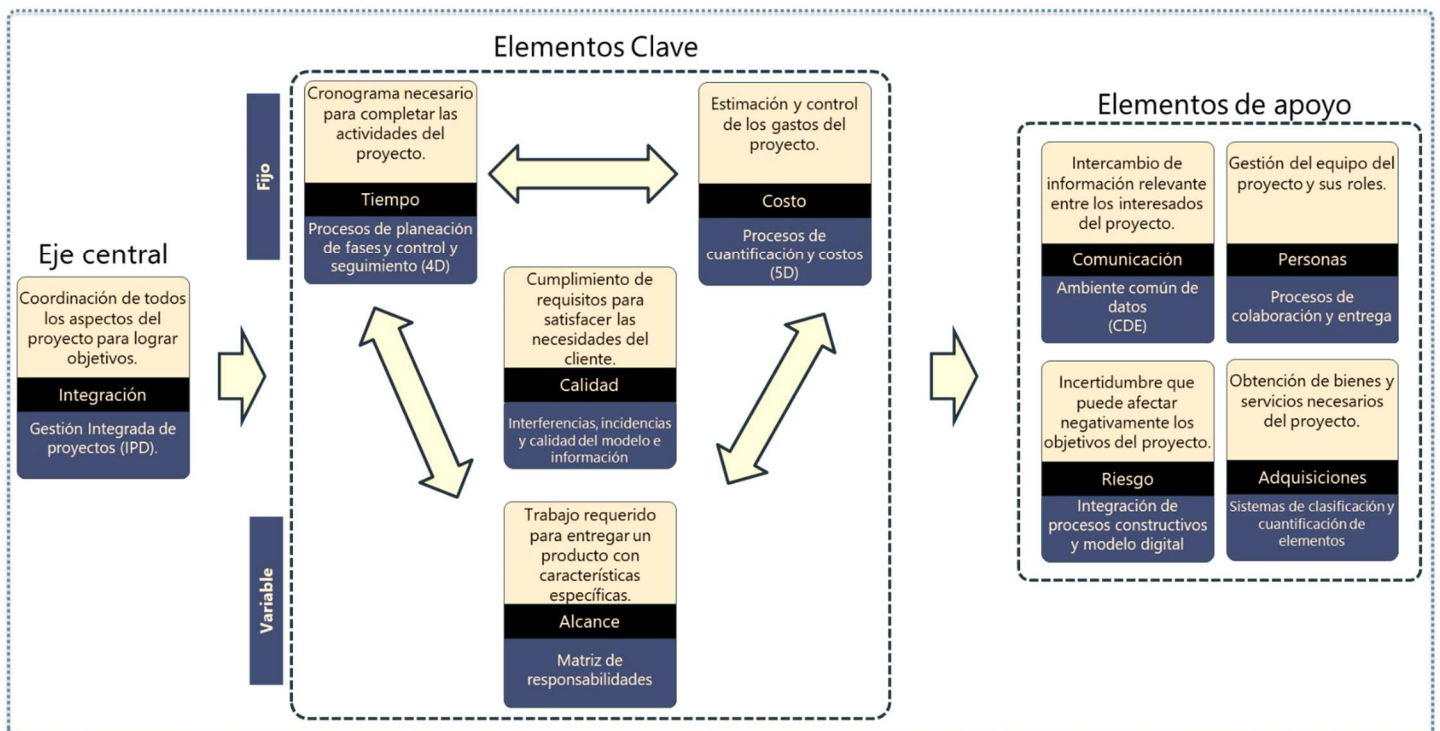 Elementos Clave
Elementos de apoyo
Eje central
Coordinación de todos
los aspectos del
proyecto para lograr
objetivos.
Integración
Gestión Integrada de
proyectos (IPD).
Fijo
Variable
Cronograma necesario
para completar las
actividades del
proyecto.
Tiempo
Procesos de planeación
de fases y control y
seguimiento (4D)
Estimación y control
de los gastos del
proyecto.
Costo
Procesos de
cuantificación y costos
(5D)
Cumplimiento de
requisitos para
satisfacer las
necesidades del
cliente.
Calidad
Interferencias, incidencias
y calidad del modelo e
información
Trabajo requerido
para entregar un
producto con
características
específicas.
Alcance
Matriz de
responsabilidades
Intercambio de
información relevante
entre los interesados
del proyecto.
Comunicación
Ambiente común de
datos
(CDE)
Gestión del equipo del
proyecto y sus roles.
Personas
Procesos de
colaboración y entrega
Incertidumbre que
puede afectar
negativamente los
objetivos del proyecto.
Riesgo
Integración de
procesos constructivos
y modelo digital
Obtención de bienes y
servicios necesarios
del proyecto.
Adquisiciones
Sistemas de clasificación y
cuantificación de
elementos